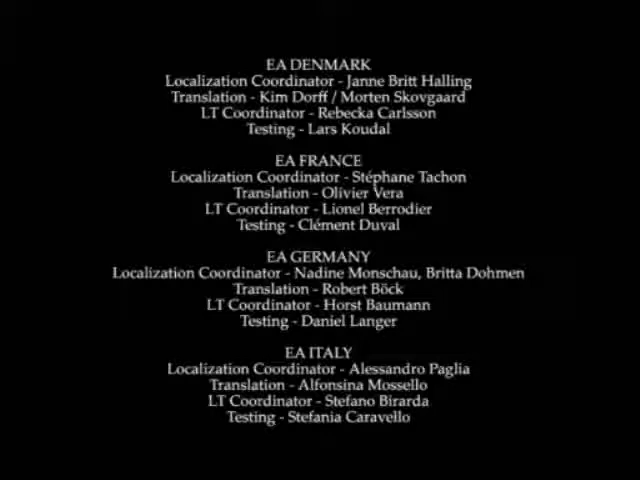 EA DENMARK
Localization Coordinator - Janne Britt Halling
Translation - Kim Dorff / Morten Skovgaard
LT Coordinator - Rebecka Carlsson
Testing - Lars Koudal
EA FRANCE
Localization Coordinator - Stéphane Tachon
Translation - Olivier Vera
LT Coordinator - Lionel Berrodier
Testing - Clément Duval
EA GERMANY
Localization Coordinator - Nadine Monschau, Britta Dohmen
Translation - Robert Böck
LT Coordinator - Horst Baumann
Testing - Daniel Langer
EA ITALY
Localization Coordinator - Alessandro Paglia
Translation - Alfonsina Mossello
LT Coordinator - Stefano Birarda
Testing - Stefania Caravello